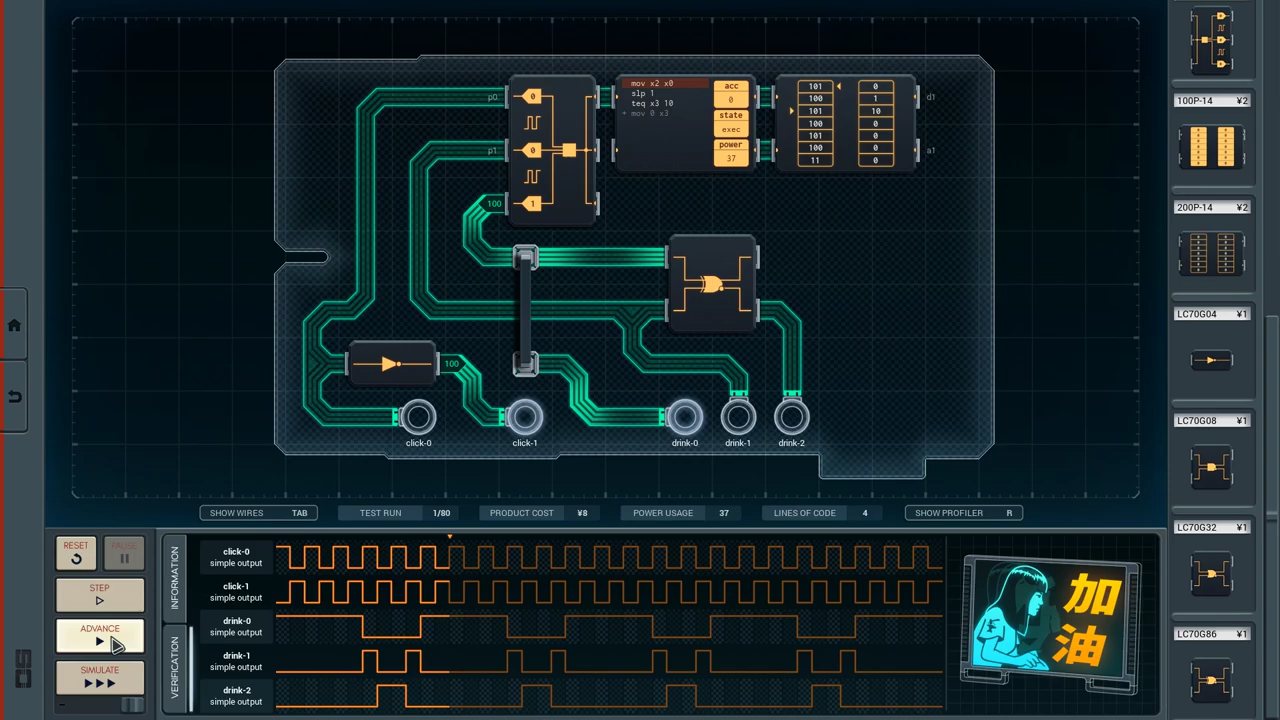 p0
p1
100
0
0
1
mov x2 x0
slp 1
teq x3 10
+ mov 0 x3
acc
0
state
exec
power
37
101 0
100 1
101 10
100 0
101 0
100 0
11 0
d1
a1
100
click-0
click-1
drink-0
drink-1
drink-2
SHOW WIRES TAB
TEST RUN 1/80
PRODUCT COST ¥8
POWER USAGE 37
LINES OF CODE 4
SHOW PROFILER R
100P-14 ¥2
200P-14 ¥2
LC70G04 ¥1
LC70G08 ¥1
LC70G32 ¥1
LC70G86 ¥1
RESET
PAUSE
STEP
ADVANCE
SIMULATE
INFORMATION
VERIFICATION
click-0
simple output
click-1
simple output
drink-0
simple output
drink-1
simple output
drink-2
simple output
加
油